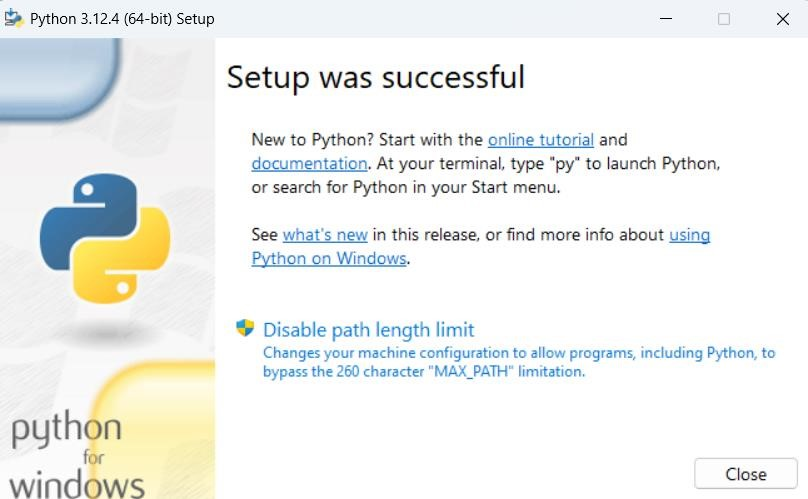 Python 3.12.4 (64-bit) Setup
Setup was successful
New to Python? Start with the online tutorial and
documentation. At your terminal, type "py" to launch Python,
or search for Python in your Start menu.
See what's new in this release, or find more info about using
Python on Windows.
Disable path length limit
Changes your machine configuration to allow programs, including Python, to
bypass the 260 character "MAX_PATH" limitation.
python
for
windows
Close